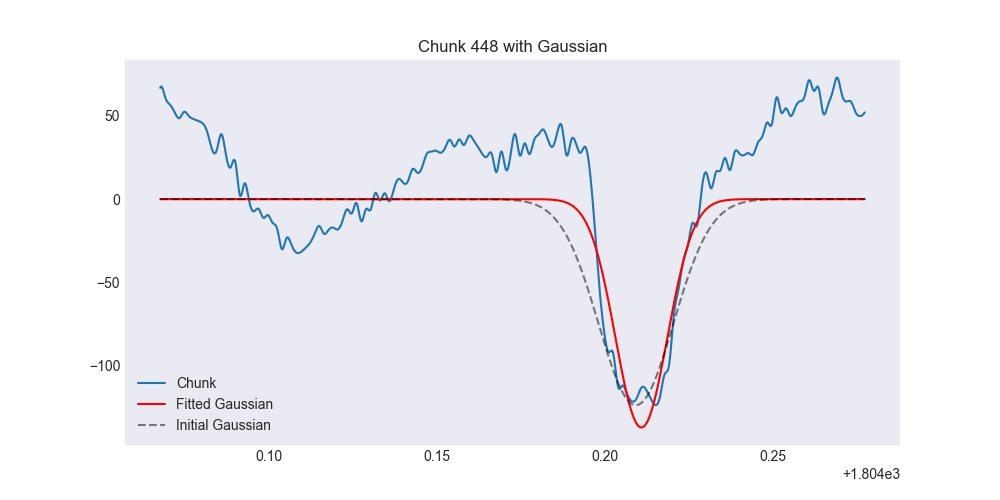 Chunk 448 with Gaussian
50
0
−50
−100
Chunk
Fitted Gaussian
Initial Gaussian
0.10 0.15 0.20 0.25
+1.804e3